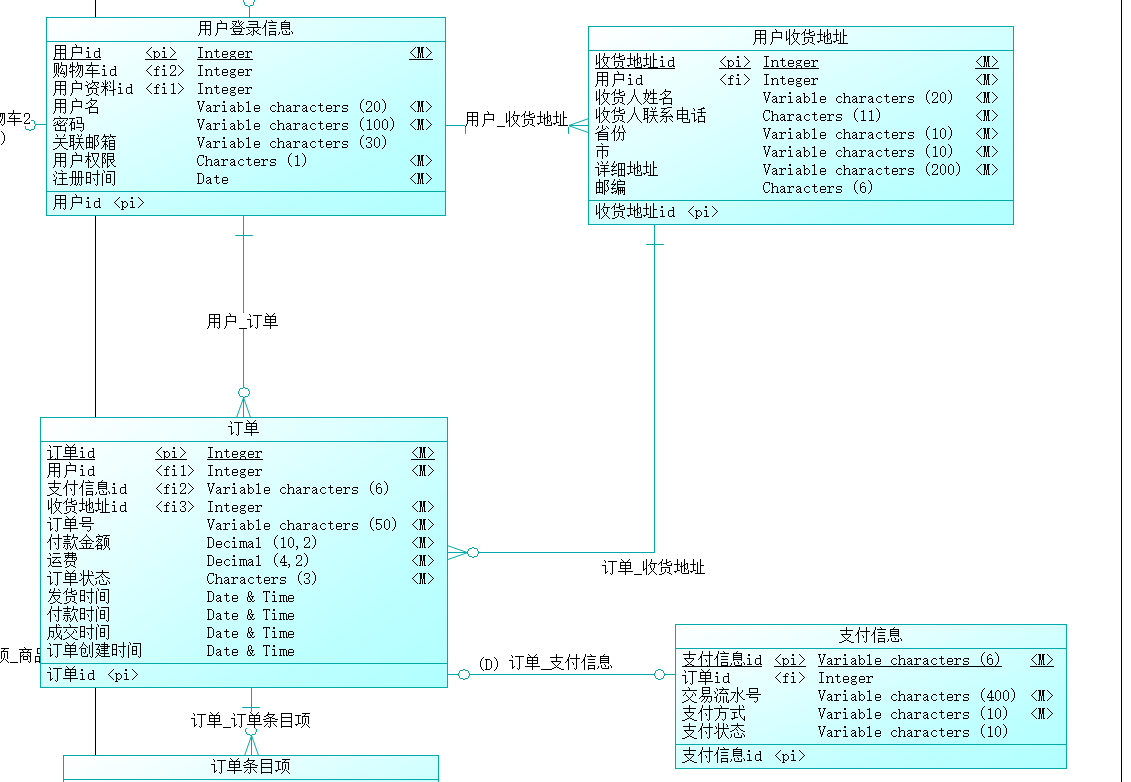 用户登录信息
用户id <pi> Integer <M>
购物车id <fi2> Integer
用户资料id <fi1> Integer
用户名 Variable characters (20) <M>
密码 Variable characters (100) <M>
关联邮箱 Variable characters (30)
用户权限 Characters (1) <M>
注册时间 Date <M>
用户id <pi>
物车2
)
用户_收货地址
用户收货地址
收货地址id <pi> Integer <M>
用户id <fi> Integer <M>
收货人姓名 Variable characters (20) <M>
收货人联系电话 Characters (11) <M>
省份 Variable characters (10) <M>
市 Variable characters (10) <M>
详细地址 Variable characters (200) <M>
邮编 Characters (6)
收货地址id <pi>
用户_订单
订单
订单id <pi> Integer <M>
用户id <fi1> Integer <M>
支付信息id <fi2> Variable characters (6)
收货地址id <fi3> Integer <M>
订单号 Variable characters (50) <M>
付款金额 Decimal (10,2) <M>
运费 Decimal (4,2) <M>
订单状态 Characters (3) <M>
发货时间 Date & Time
付款时间 Date & Time
成交时间 Date & Time
订单创建时间 Date & Time
订单id <pi>
订单_收货地址
项_商品
(D) 订单_支付信息
支付信息
支付信息id <pi> Variable characters (6) <M>
订单id <fi> Integer
交易流水号 Variable characters (400) <M>
支付方式 Variable characters (10) <M>
支付状态 Variable characters (10)
支付信息id <pi>
订单_订单条目项
订单条目项